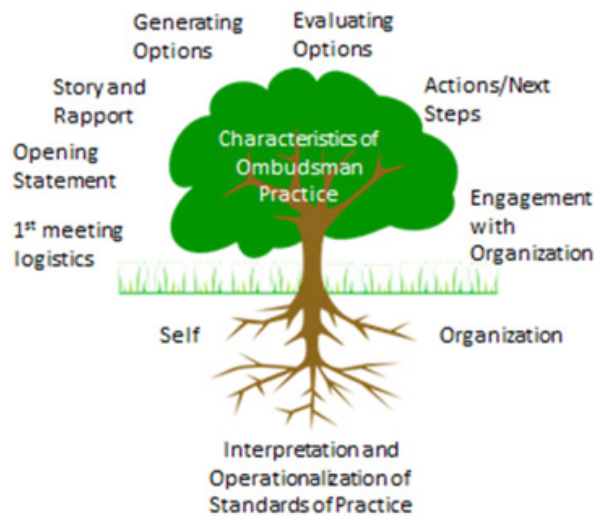 Generating
Options
Evaluating
Options
Story and
Rapport
Actions/Next
Steps
Characteristics of
Ombudsman
Practice
Opening
Statement
1st meeting
logistics
Engagement
with
Organization
Self
Organization
Interpretation and
Operationalization of
Standards of Practice